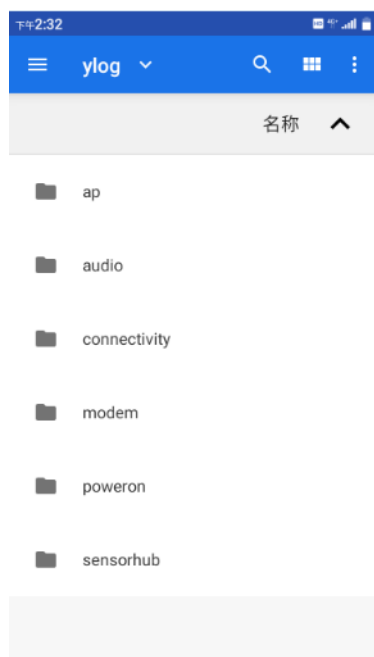 下午2:32
ylog
名称
ap
audio
connectivity
modem
poweron
sensorhub